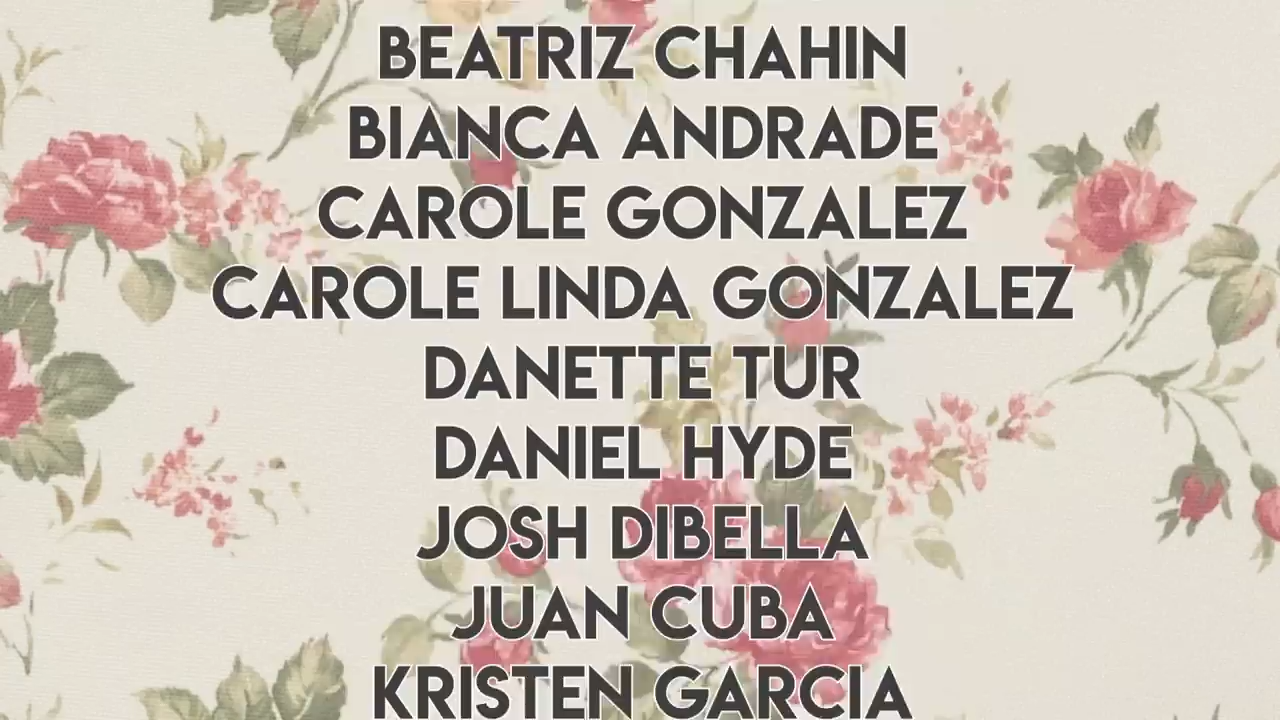 BEATRIZ CHAHIN
BIANCA ANDRADE
CAROLE GONZALEZ
CAROLE LINDA GONZALEZ
DANETTE TUR
DANIEL HYDE
JOSH DIBELLA
JUAN CUBA
KRISTEN GARCIA